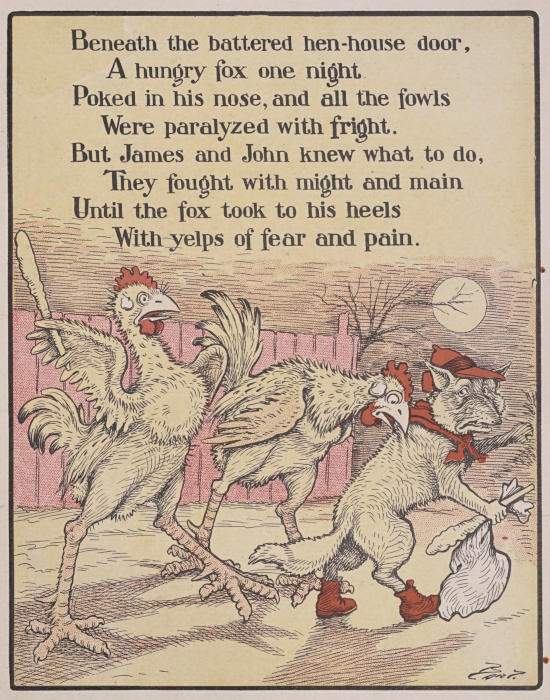 Beneath the battered hen-house door,
A hungry fox one night
Poked in his nose, and all the fowls
Were paralyzed with fright.
But James and John knew what to do,
They fought with might and main
Until the fox took to his heels
With yelps of fear and pain.